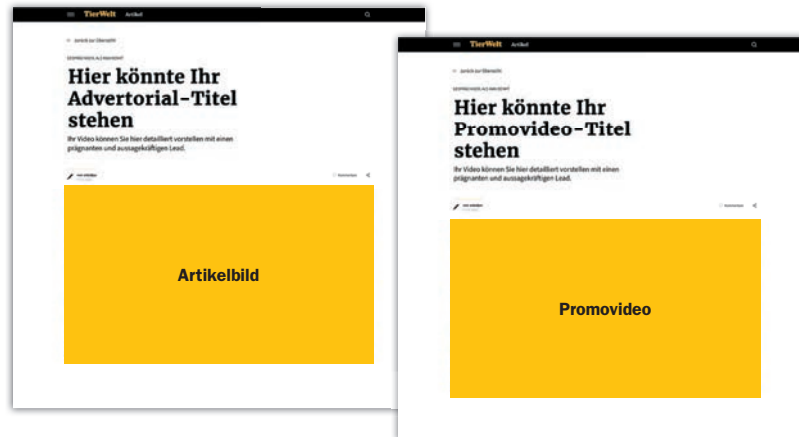 TierWelt Artikel
zurück zur Übersicht
Hier könnte Ihr
Advertorial-Titel
stehen
Ihr Video können Sie hier detailliert vorstellen mit einen
prägnanten und aussagekräftigen Lead.
Kommentare
Artikelbild
TierWelt Artikel
zurück zur Übersicht
Hier könnte Ihr
Promovideo-Titel
stehen
Ihr Video können Sie hier detailliert vorstellen mit einen
prägnanten und aussagekräftigen Lead.
Kommentare
Promovideo